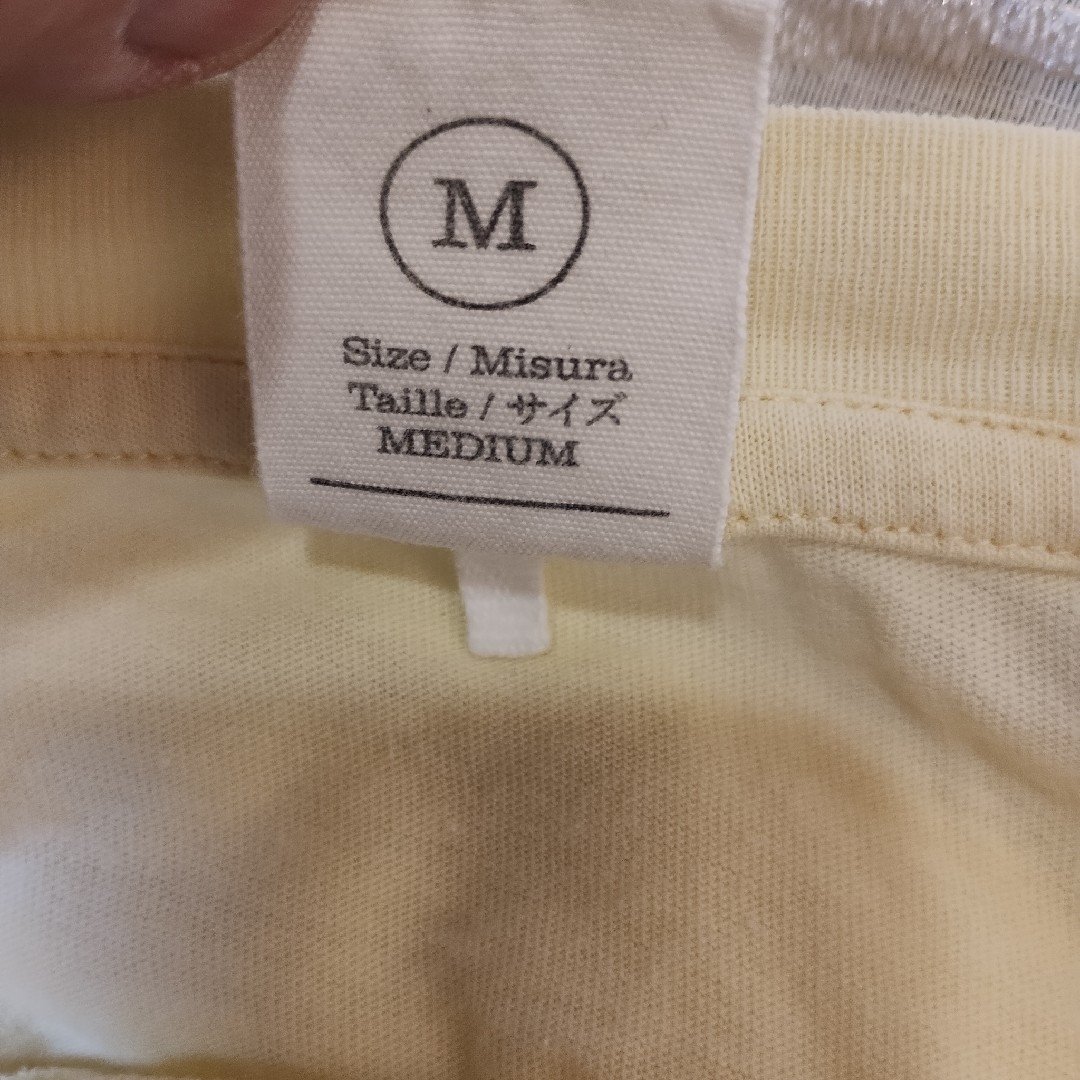 M
Size / Misura
Taille / サイズ
MEDIUM